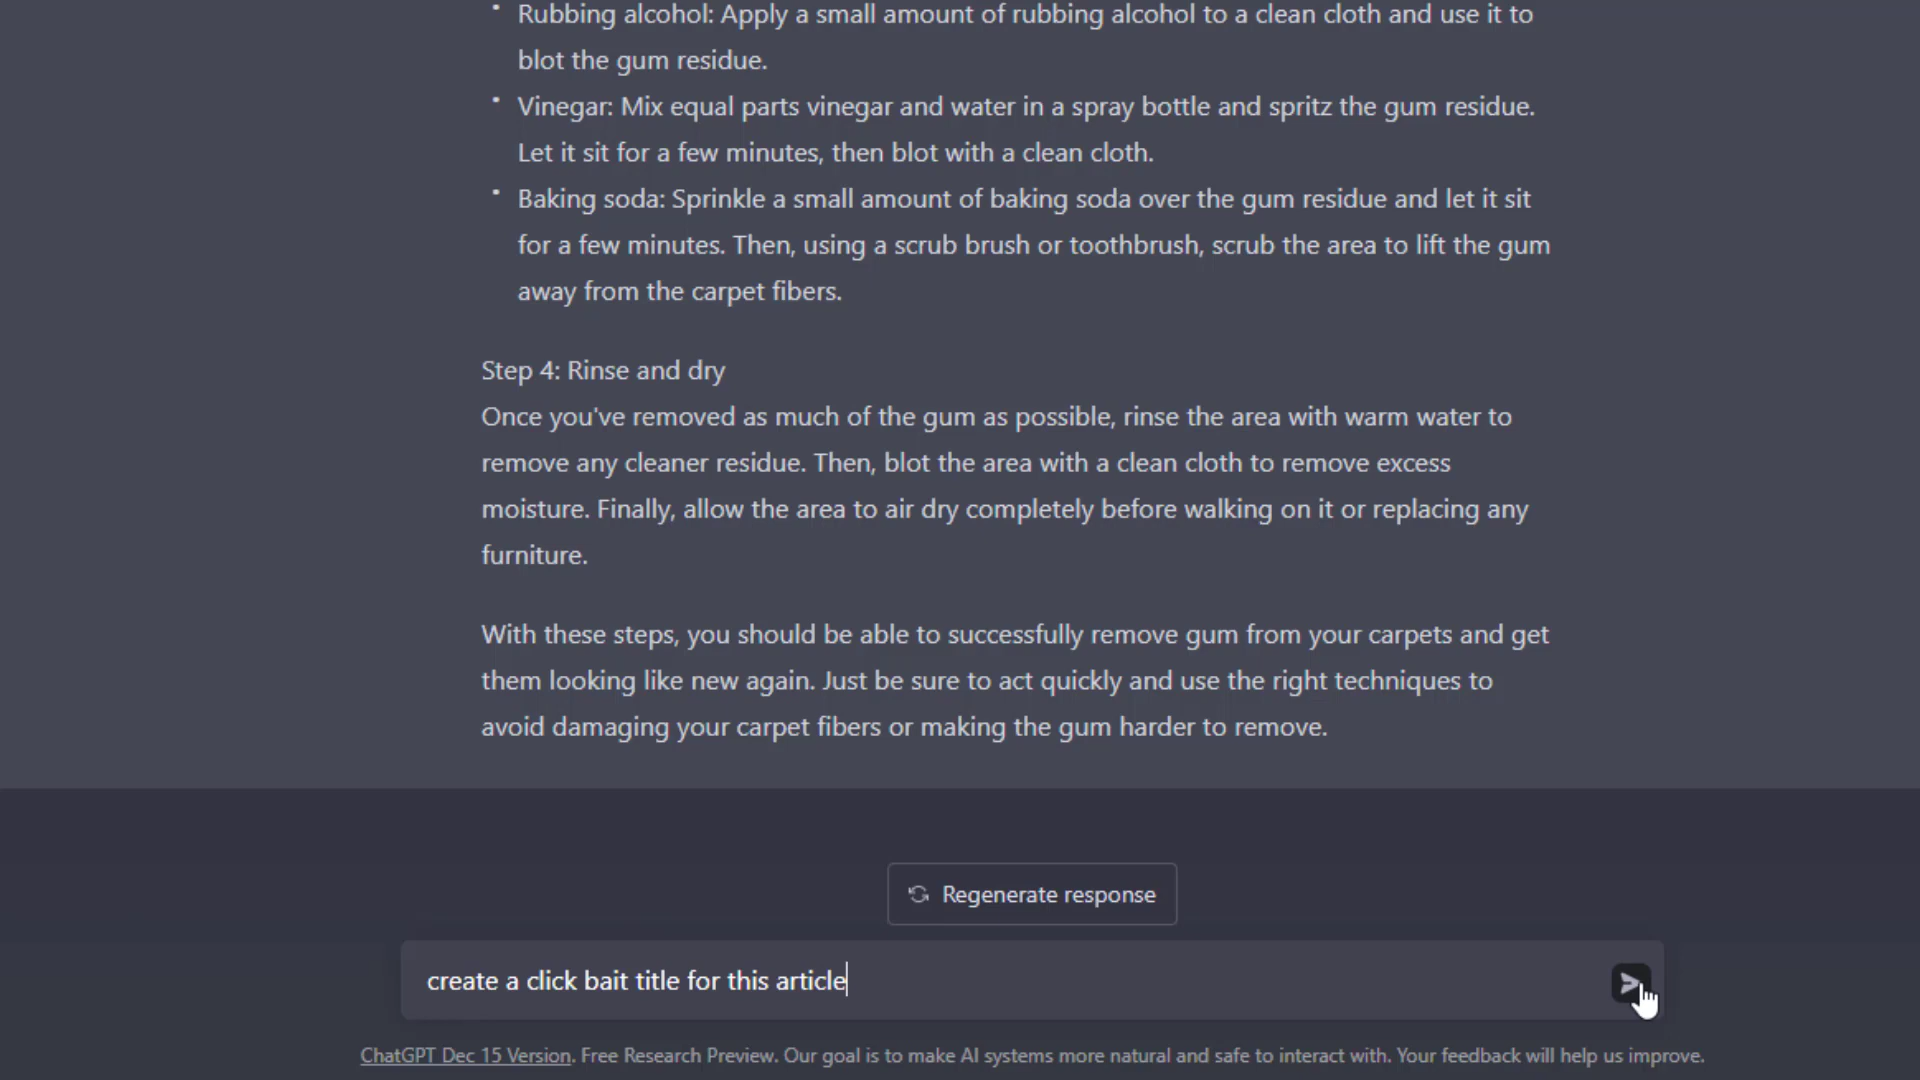 • Rubbing alcohol: Apply a small amount of rubbing alcohol to a clean cloth and use it to
blot the gum residue.
• Vinegar: Mix equal parts vinegar and water in a spray bottle and spritz the gum residue.
Let it sit for a few minutes, then blot with a clean cloth.
• Baking soda: Sprinkle a small amount of baking soda over the gum residue and let it sit
for a few minutes. Then, using a scrub brush or toothbrush, scrub the area to lift the gum
away from the carpet fibers.
Step 4: Rinse and dry
Once you've removed as much of the gum as possible, rinse the area with warm water to
remove any cleaner residue. Then, blot the area with a clean cloth to remove excess
moisture. Finally, allow the area to air dry completely before walking on it or replacing any
furniture.
With these steps, you should be able to successfully remove gum from your carpets and get
them looking like new again. Just be sure to act quickly and use the right techniques to
avoid damaging your carpet fibers or making the gum harder to remove.
Regenerate response
create a click bait title for this article
ChatGPT Dec 15 Version. Free Research Preview. Our goal is to make AI systems more natural and safe to interact with. Your feedback will help us improve.